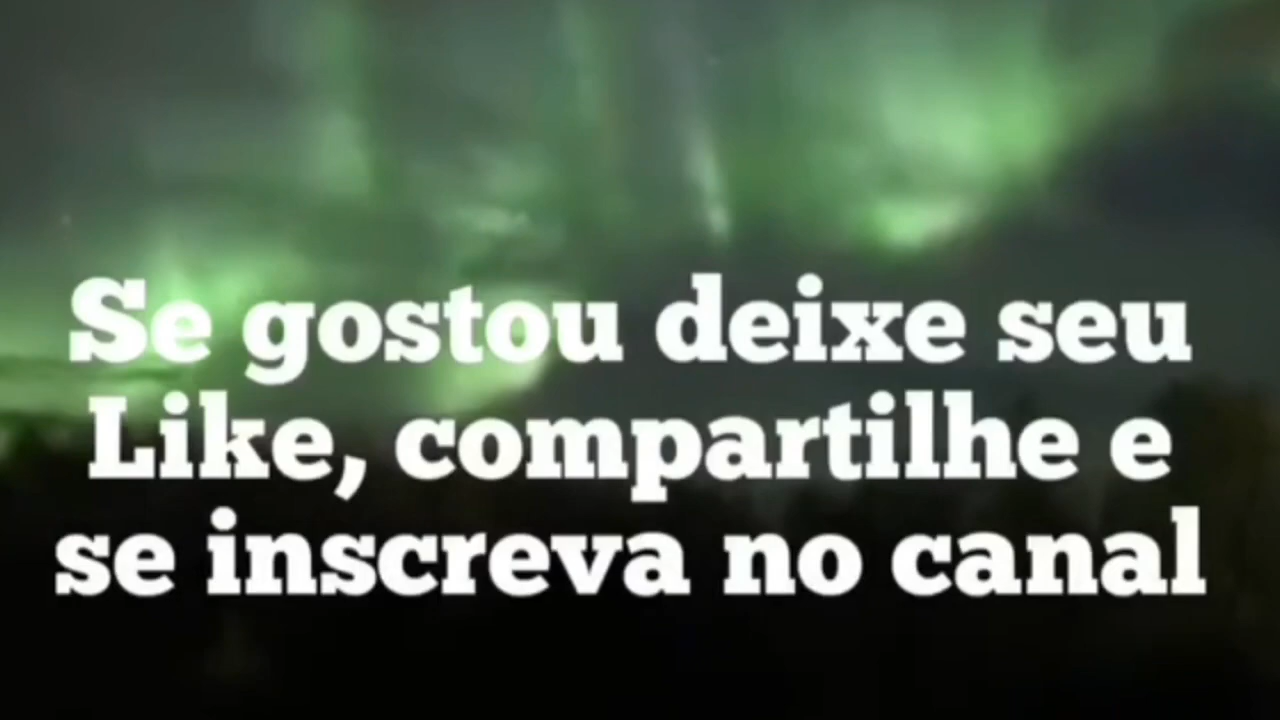 Se gostou deixe seu
Like, compartilhe e
se inscreva no canal